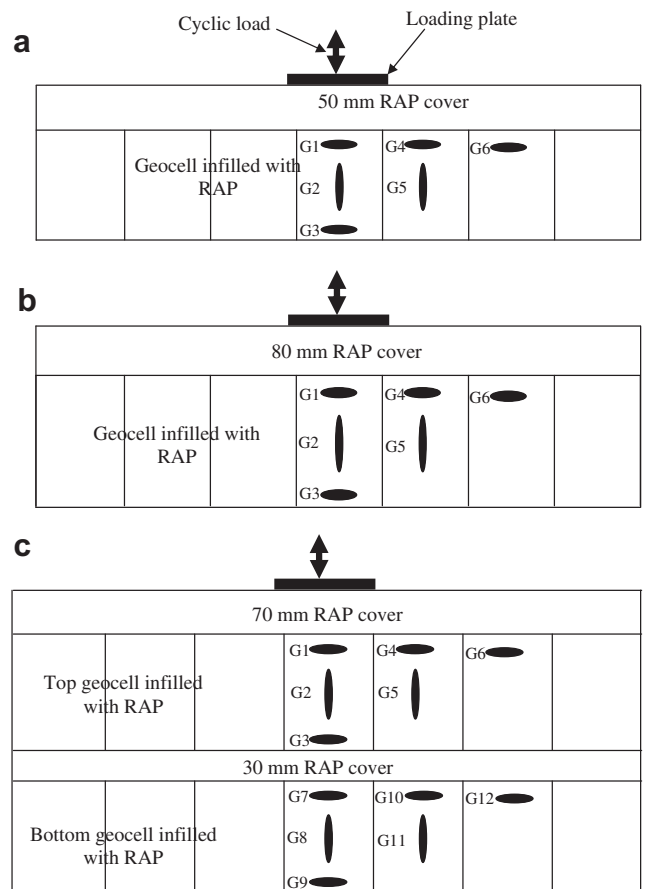 a
Cyclic load
Loading plate
50 mm RAP cover
G1
G4
G6
Geocell infilled with
RAP
G2
G5
G3
b
80 mm RAP cover
G1
G4
G6
Geocell infilled with
RAP
G2
G5
G3
c
70 mm RAP cover
G1
G4
G6
Top geocell infilled
with RAP
G2
G5
G3
30 mm RAP cover
G7
G10
G12
Bottom geocell infilled
with RAP
G8
G11
G9